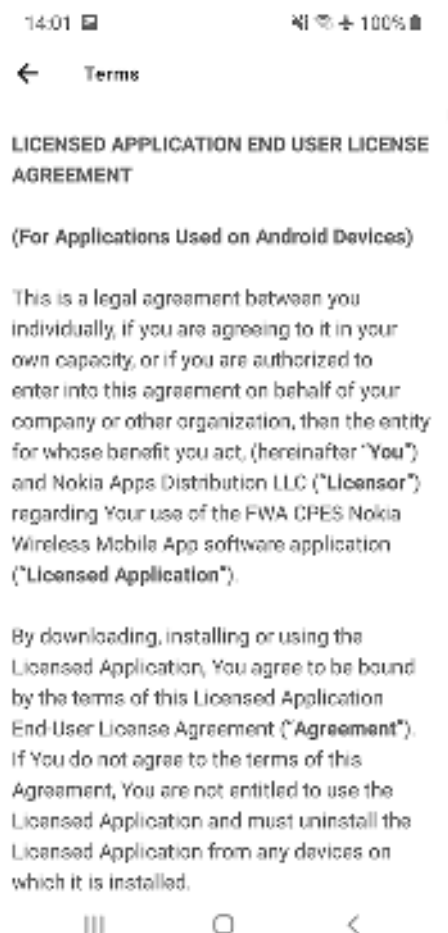 14:01 100%
Terms
LICENSED APPLICATION END USER LICENSE
AGREEMENT
(For Applications Used on Android Devices)
This is a legal agreement between you
individually, if you are agreeing to it in your
own capacity, or if you are authorized to
enter into this agreement on behalf of your
company or other organization, then the entity
for whose benefit you act, (hereinafter "You")
and Nokia Apps Distribution LLC ("Licensor")
regarding Your use of the FWA CPES Nokia
Wireless Mobile App software application
("Licensed Application").
By downloading, installing or using the
Licensed Application, You agree to be bound
by the terms of this Licensed Application
End-User License Agreement ("Agreement").
If You do not agree to the terms of this
Agreement, You are not entitled to use the
Licensed Application and must uninstall the
Licensed Application from any devices on
which it is installed.